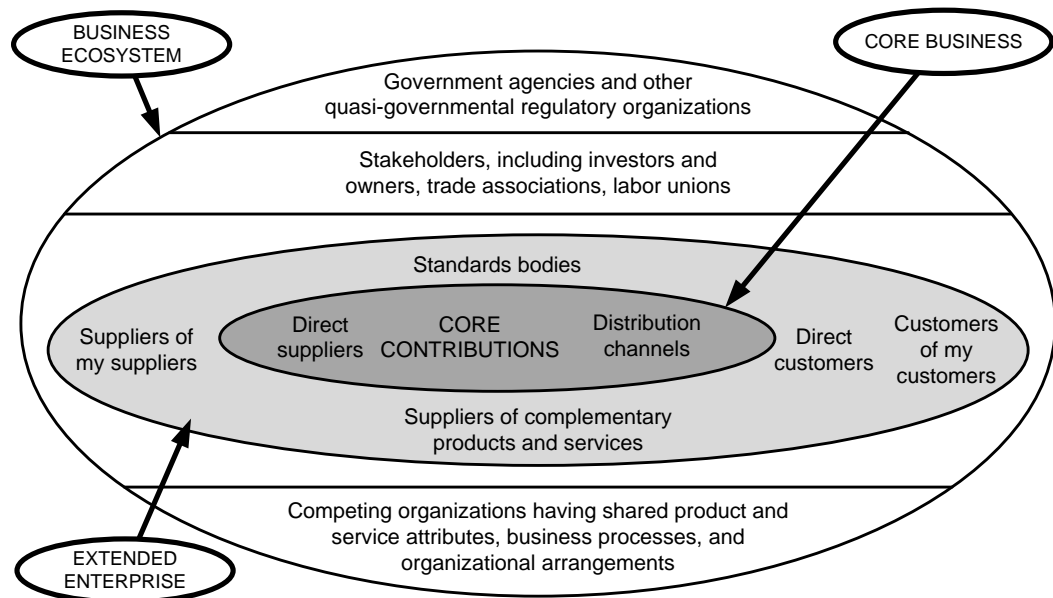 BUSINESS
ECOSYSTEM
CORE BUSINESS
Government agencies and other
quasi-governmental regulatory organizations
Stakeholders, including investors and
owners, trade associations, labor unions
Standards bodies
Suppliers of
my suppliers
Direct
suppliers
CORE
CONTRIBUTIONS
Distribution
channels
Direct
customers
Customers
of my
customers
Suppliers of complementary
products and services
Competing organizations having shared product and
service attributes, business processes, and
organizational arrangements
EXTENDED
ENTERPRISE